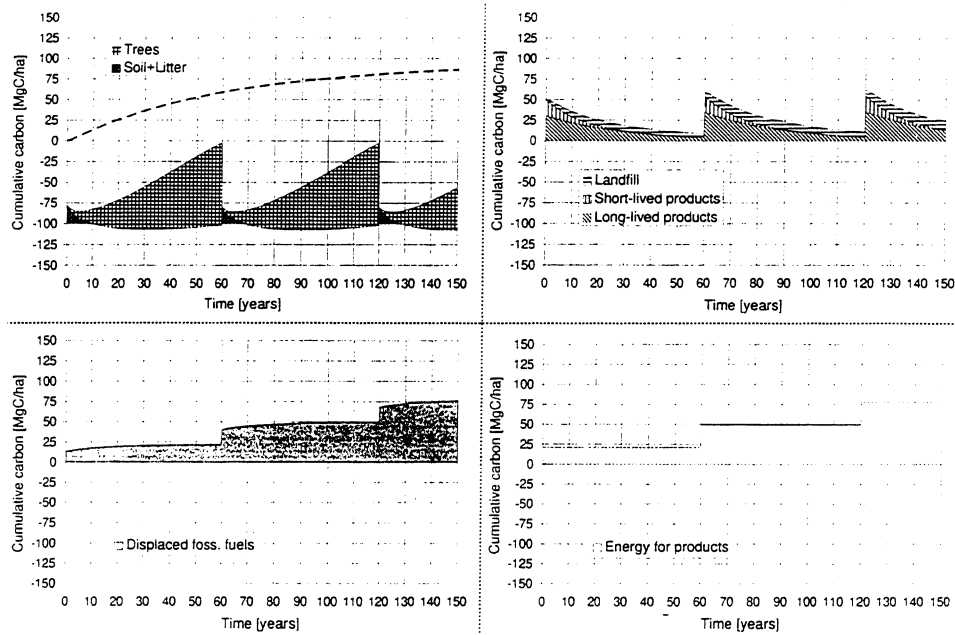 150
125
100
75
50
25
0
-25
-50
-75
-100
-125
-150
Cumulative carbon [MgC/ha]
Trees
Soil+Litter
0 10 20 30 40 50 60 70 80 90 100 110 120 130 140 150
Time [years]
150
125
100
75
50
25
0
-25
-50
-75
-100
-125
-150
Cumulative carbon [MgC/ha]
Landfill
Short-lived products
Long-lived products
0 10 20 30 40 50 60 70 80 90 100 110 120 130 140 150
Time [years]
150
125
100
75
50
25
0
-25
-50
-75
-100
-125
-150
Cumulative carbon [MgC/ha]
Displaced foss. fuels
0 10 20 30 40 50 60 70 80 90 100 110 120 130 140 150
Time [years]
150
125
100
75
50
25
0
-25
-50
-75
-100
-125
-150
Cumulative carbon [MgC/ha]
Energy for products
0 10 20 30 40 50 60 70 80 90 100 110 120 130 140 150
Time [years]